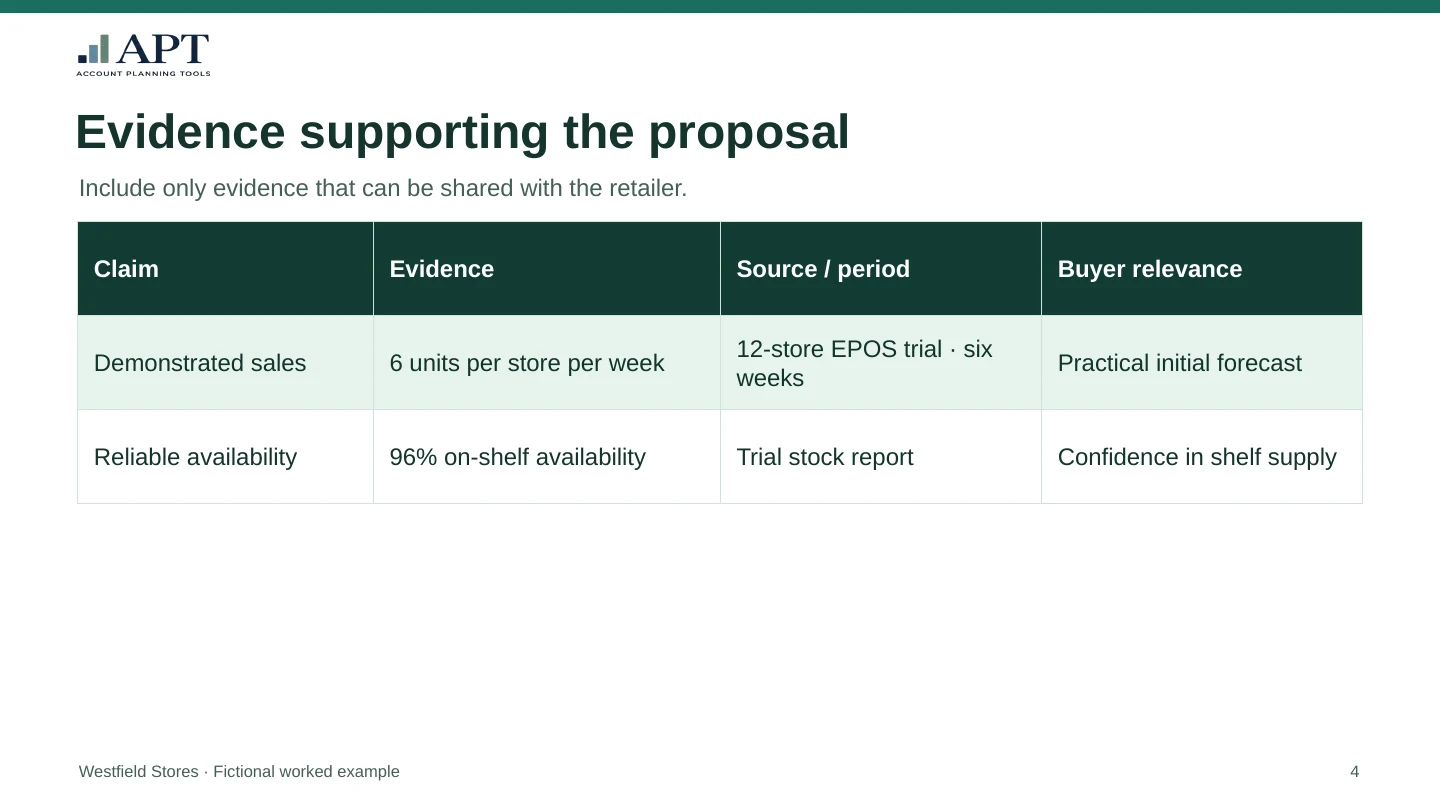 APT
ACCOUNT PLANNING TOOLS
Evidence supporting the proposal
Include only evidence that can be shared with the retailer.
Claim
Evidence
Source / period
Buyer relevance
Demonstrated sales
6 units per store per week
12-store EPOS trial · six
weeks
Practical initial forecast
Reliable availability
96% on-shelf availability
Trial stock report
Confidence in shelf supply
Westfield Stores · Fictional worked example
4